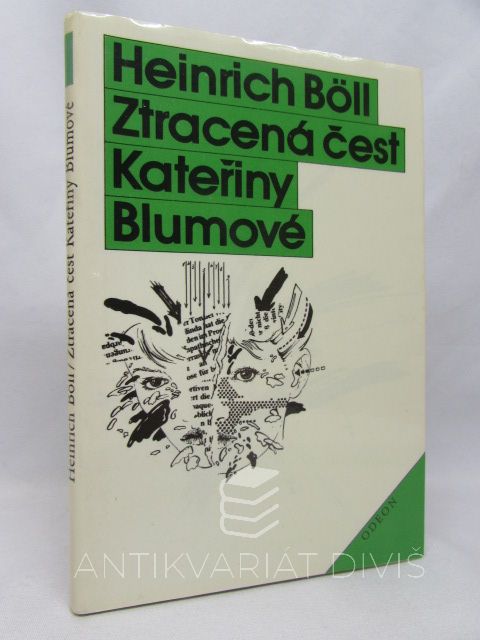 Heinrich Böll
Ztracená čest
Kateřiny
Blumové
Heinrich Böll/Ztracená čest Kateřiny Blumové
ODEON
ANTIKVARIÁT DIVIŠ